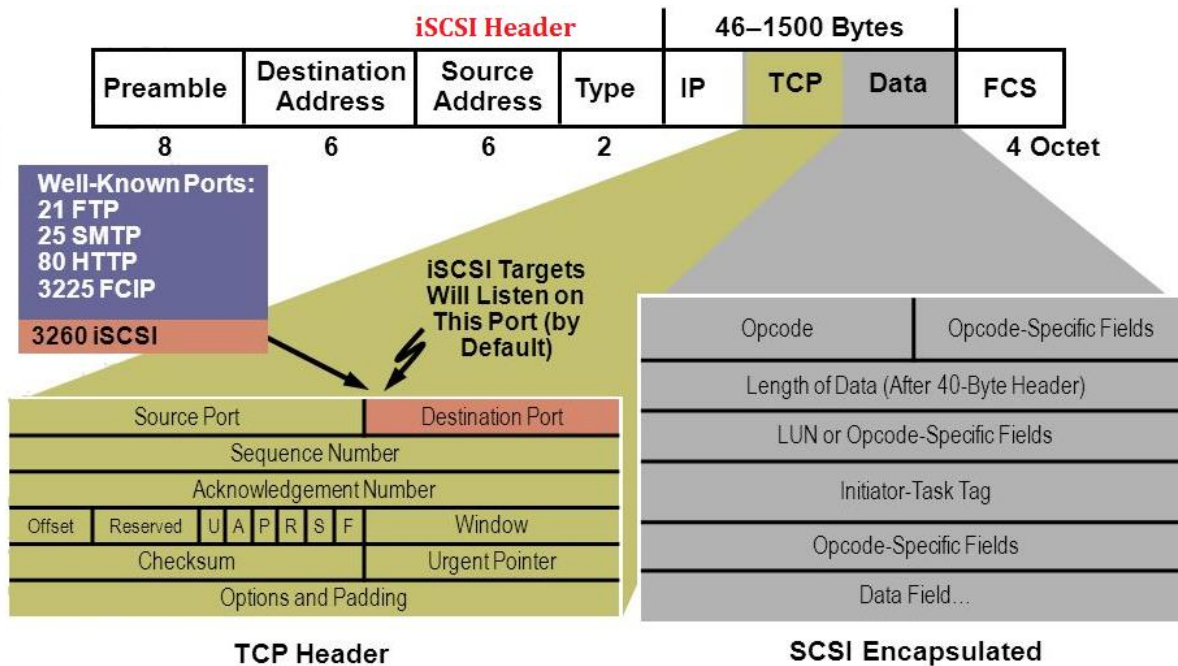 iSCSI Header
46–1500 Bytes
Preamble
Destination
Address
Source
Address
Type
IP
TCP
Data
FCS
8
6
6
2
4 Octet
Well-Known Ports:
21 FTP
25 SMTP
80 HTTP
3225 FCIP
3260 iSCSI
iSCSI Targets
Will Listen on
This Port (by
Default)
Source Port
Destination Port
Sequence Number
Acknowledgement Number
Offset
Reserved
U
A
P
R
S
F
Window
Checksum
Urgent Pointer
Options and Padding
TCP Header
Opcode
Opcode-Specific Fields
Length of Data (After 40-Byte Header)
LUN or Opcode-Specific Fields
Initiator-Task Tag
Opcode-Specific Fields
Data Field…
SCSI Encapsulated